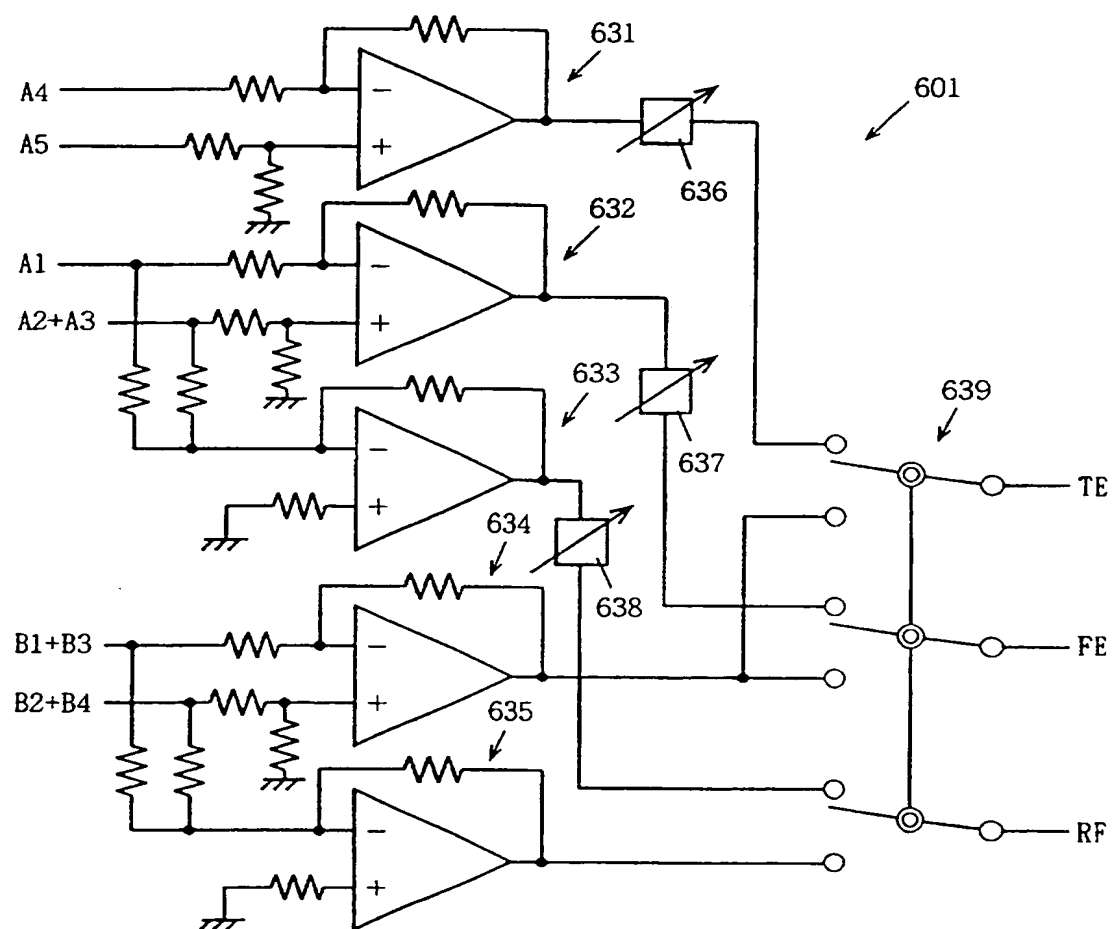 631
A4
−
601
A5
+
636
632
A1
−
A2+A3
+
633
639
637
−
TE
+
634
638
B1+B3
−
FE
B2+B4
+
635
−
RF
+